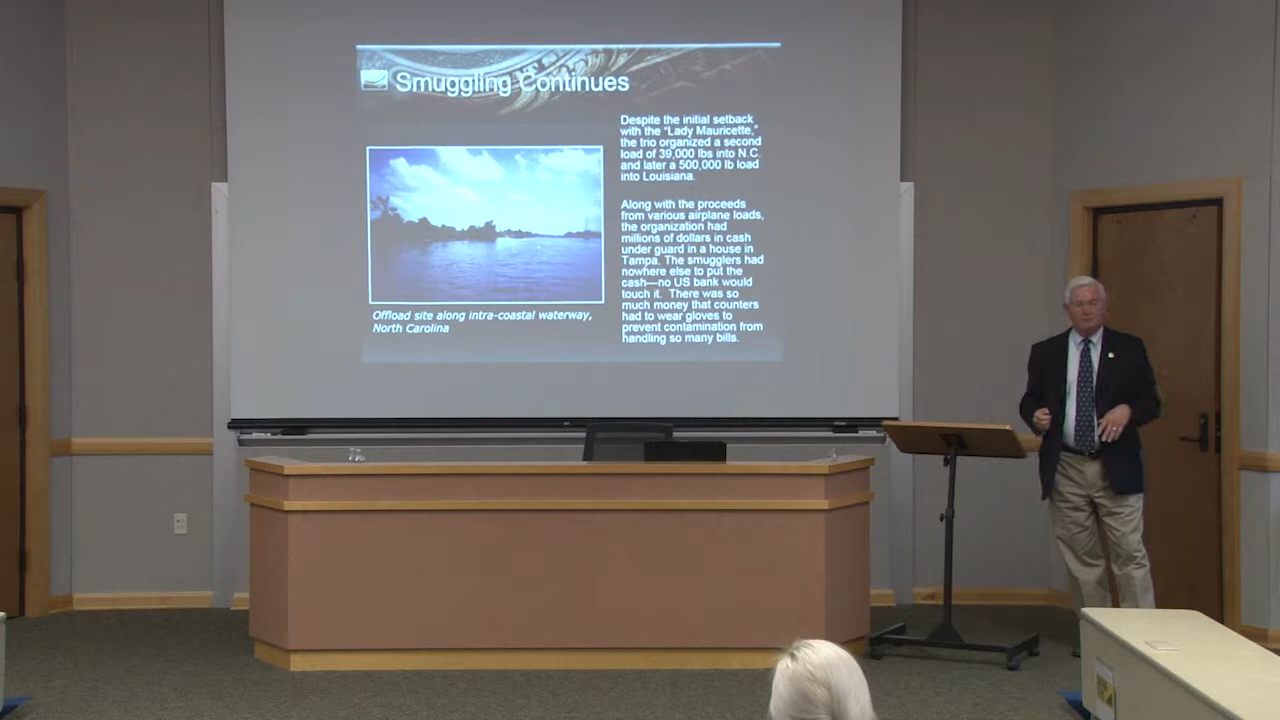 Smuggling Continues
Despite the initial setback
with the “Lady Mauricette,”
the trio organized a second
load of 39,000 lbs into N.C.
and later a 500,000 lb load
into Louisiana.
Along with the proceeds
from various airplane loads,
the organization had
millions of dollars in cash
under guard in a house in
Tampa. The smugglers had
nowhere else to put the
cash—no US bank would
touch it. There was so
much money that counters
had to wear gloves to
prevent contamination from
handling so many bills.
Offload site along intra-coastal waterway,
North Carolina